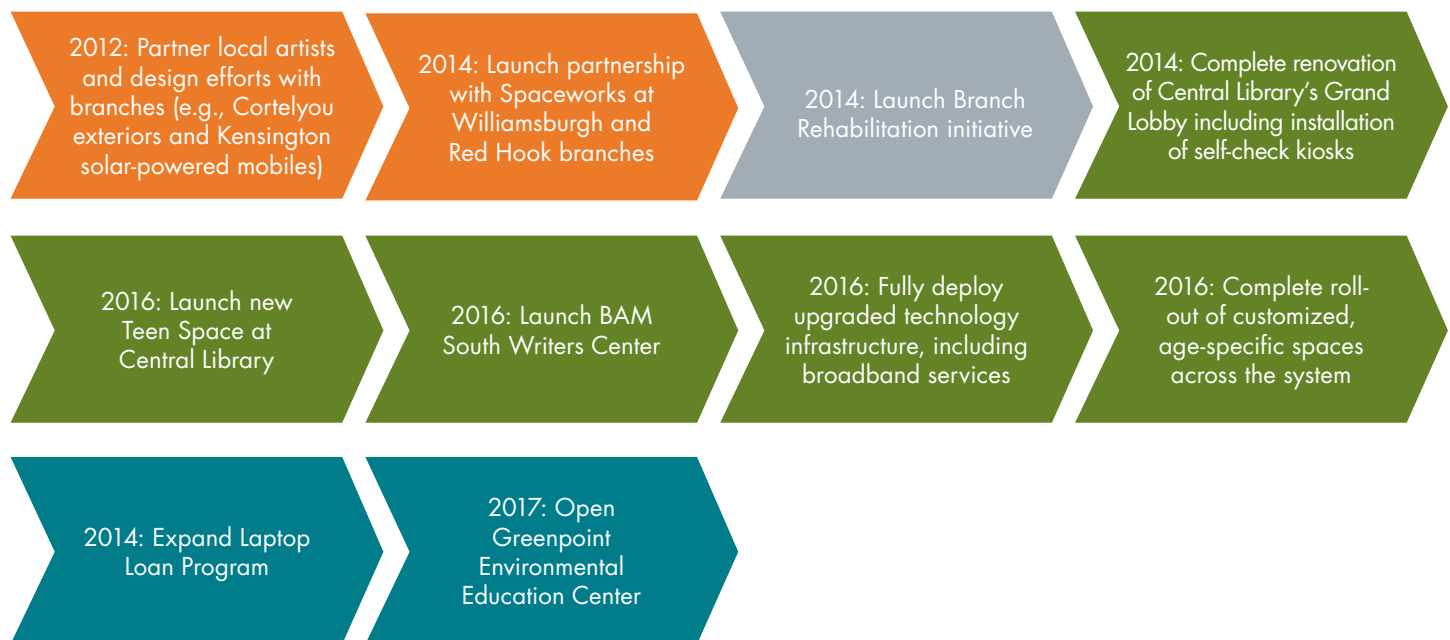 2012: Partner local artists
and design efforts with
branches (e.g., Cortelyou
exteriors and Kensington
solar-powered mobiles)
2014: Launch partnership
with Spaceworks at
Williamsburgh and
Red Hook branches
2014: Launch Branch
Rehabilitation initiative
2014: Complete renovation
of Central Library’s Grand
Lobby including installation
of self-check kiosks
2016: Launch new
Teen Space at
Central Library
2016: Launch BAM
South Writers Center
2016: Fully deploy
upgraded technology
infrastructure, including
broadband services
2016: Complete roll-
out of customized,
age-specific spaces
across the system
2014: Expand Laptop
Loan Program
2017: Open
Greenpoint
Environmental
Education Center